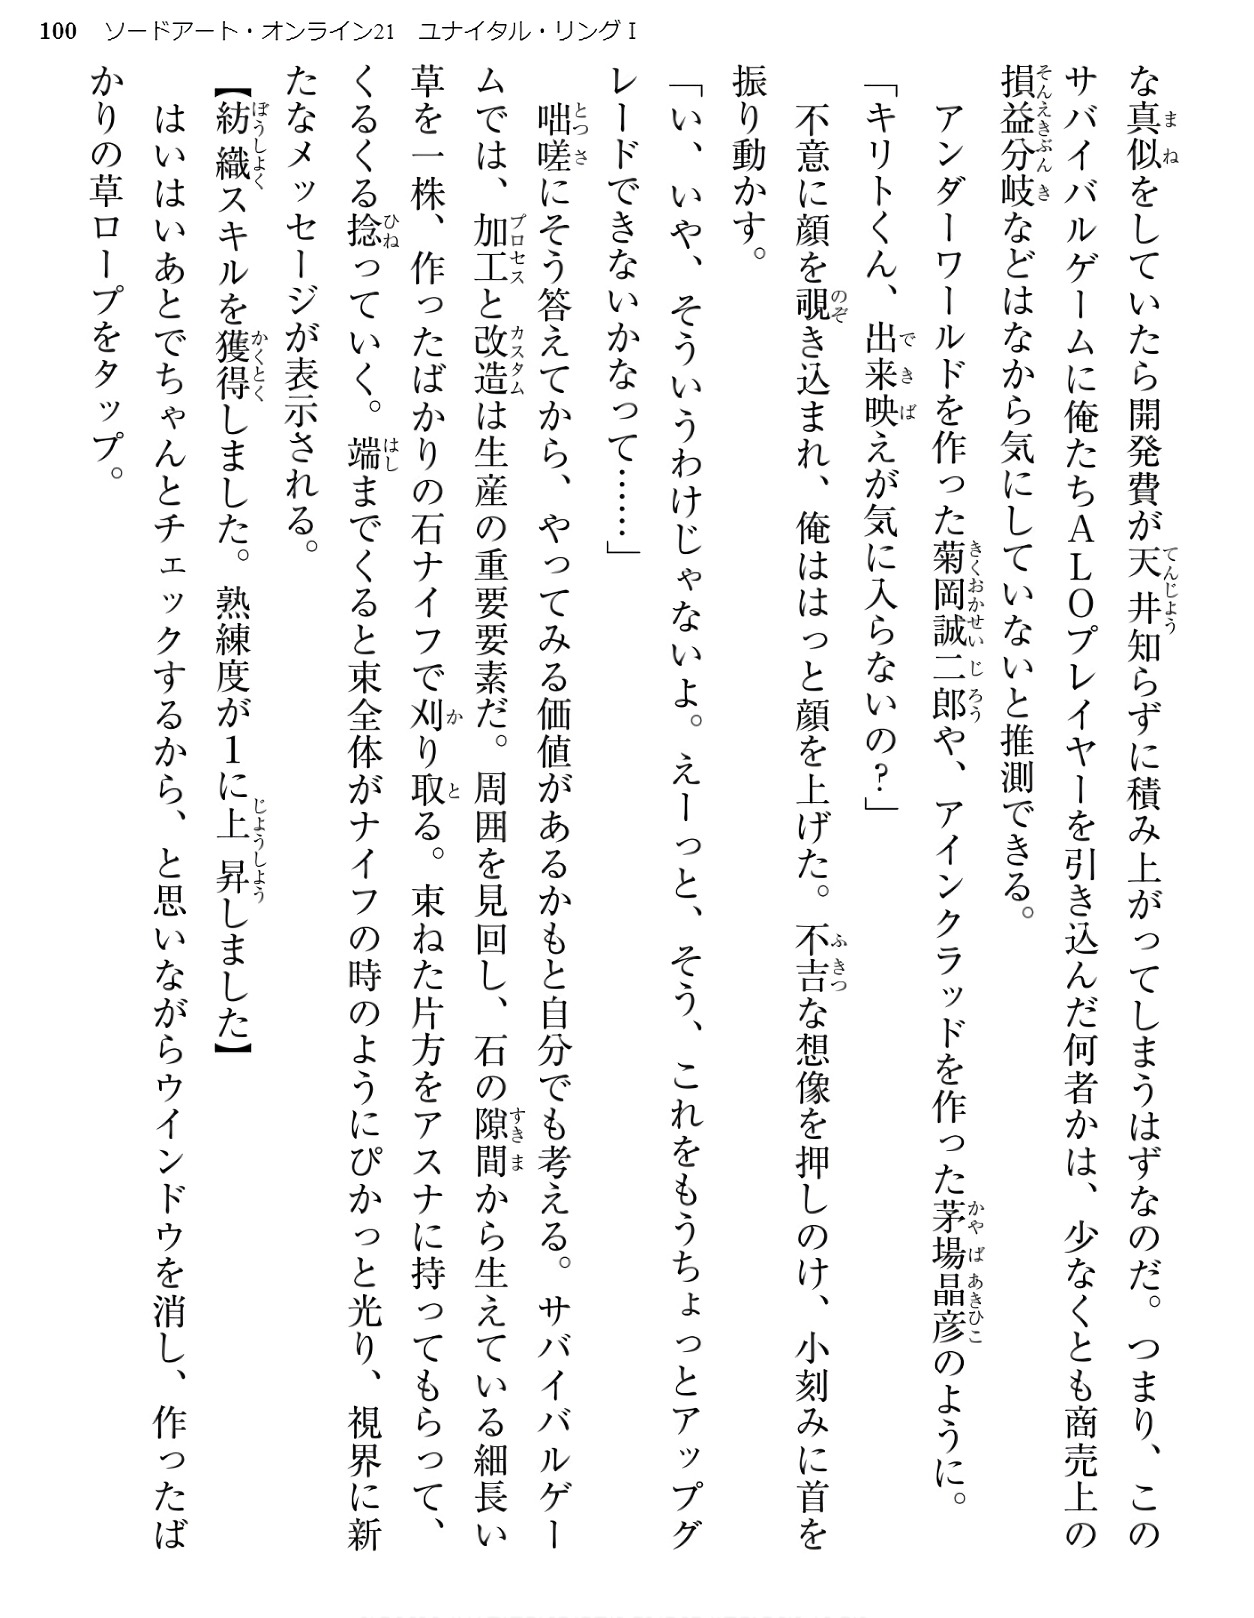 100 ソードアート・オンライン21 ユナイタル・リングⅠ
な真似をしていたら開発費が天井知らずに積み上がってしまうはずなのだ。つまり、この
サバイバルゲームに俺たちＡＬＯプレイヤーを引き込んだ何者かは、少なくとも商売上の
損益分岐などはなから気にしていないと推測できる。
　アンダーワールドを作った菊岡誠二郎や、アインクラッドを作った茅場晶彦のように。
「キリトくん、出来映えが気に入らないの？」
　不意に顔を覗き込まれ、俺ははっと顔を上げた。不吉な想像を押しのけ、小刻みに首を
振り動かす。
「い、いや、そういうわけじゃないよ。えーっと、そう、これをもうちょっとアップグ
レードできないかなって……」
　咄嗟にそう答えてから、やってみる価値があるかもと自分でも考える。サバイバルゲー
ムでは、加工と改造は生産の重要要素だ。周囲を見回し、石の隙間から生えている細長い
草を一株、作ったばかりの石ナイフで刈り取る。束ねた片方をアスナに持ってもらって、
くるくる捻っていく。端までくると束全体がナイフの時のようにぴかっと光り、視界に新
たなメッセージが表示される。
【紡織スキルを獲得しました。熟練度が１に上昇しました】
　はいはいあとでちゃんとチェックするから、と思いながらウインドウを消し、作ったば
かりの草ロープをタップ。